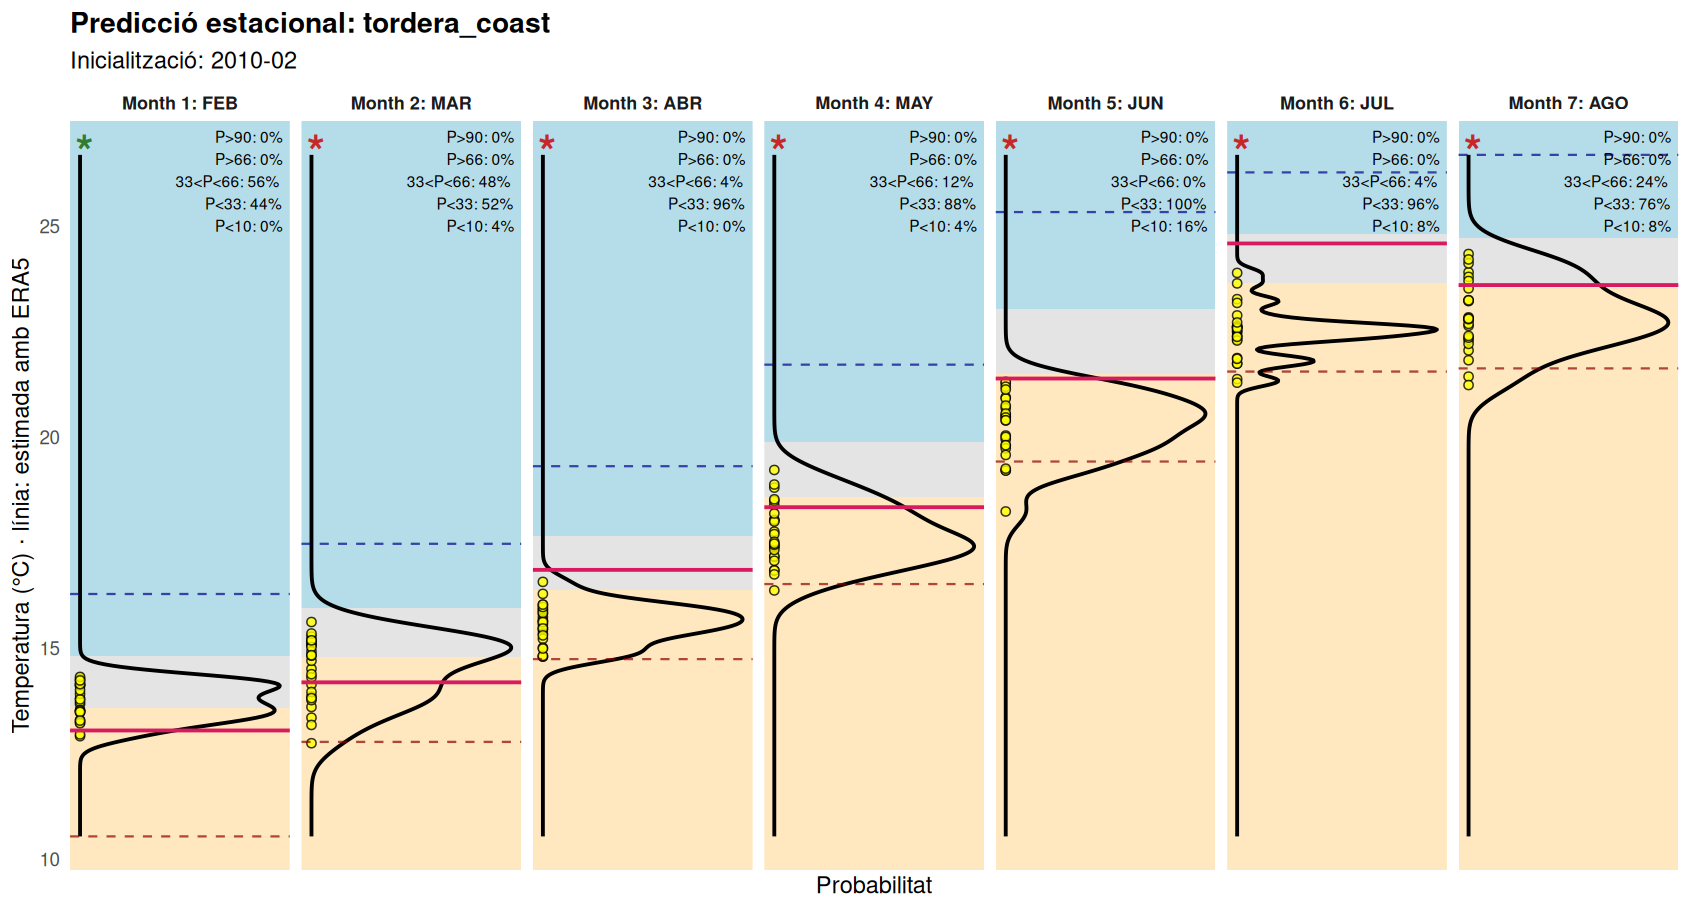 Predicció estacional: tordera_coast
Inicialització: 2010-02
Month 1: FEB
Month 2: MAR
Month 3: ABR
Month 4: MAY
Month 5: JUN
Month 6: JUL
Month 7: AGO
*
P>90: 0%
P>66: 0%
33<P<66: 56%
P<33: 44%
P<10: 0%
*
P>90: 0%
P>66: 0%
33<P<66: 48%
P<33: 52%
P<10: 4%
*
P>90: 0%
P>66: 0%
33<P<66: 4%
P<33: 96%
P<10: 0%
*
P>90: 0%
P>66: 0%
33<P<66: 12%
P<33: 88%
P<10: 4%
*
P>90: 0%
P>66: 0%
33<P<66: 0%
P<33: 100%
P<10: 16%
*
P>90: 0%
P>66: 0%
33<P<66: 4%
P<33: 96%
P<10: 8%
*
P>90: 0%
P>66: 0%
33<P<66: 24%
P<33: 76%
P<10: 8%
25
20
15
10
Temperatura (°C) · línia: estimada amb ERA5
Probabilitat